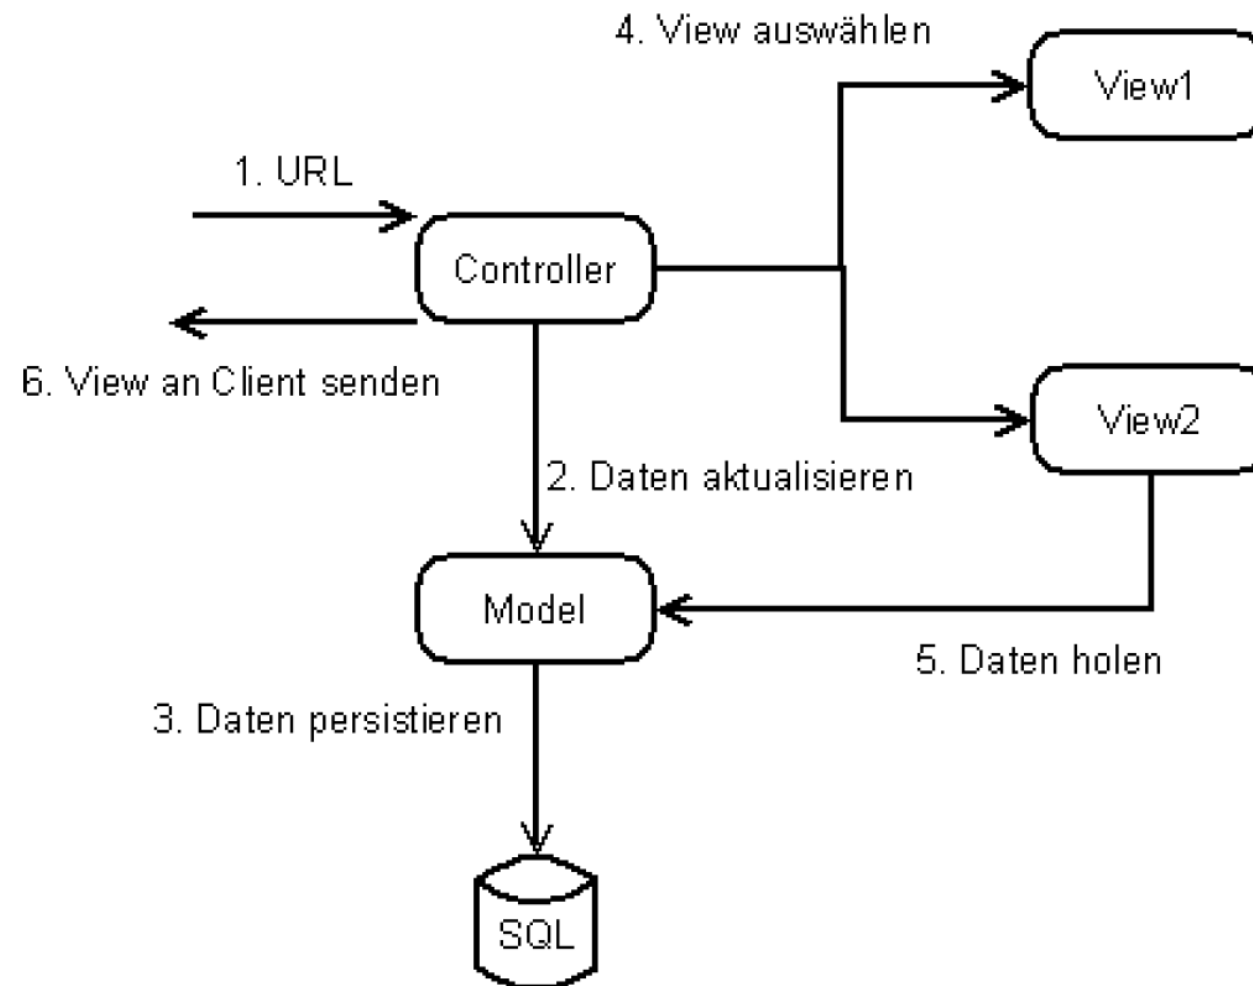 4. View auswählen
View1
1. URL
Controller
6. View an Client senden
View2
2. Daten aktualisieren
Model
5. Daten holen
3. Daten persistieren
SQL